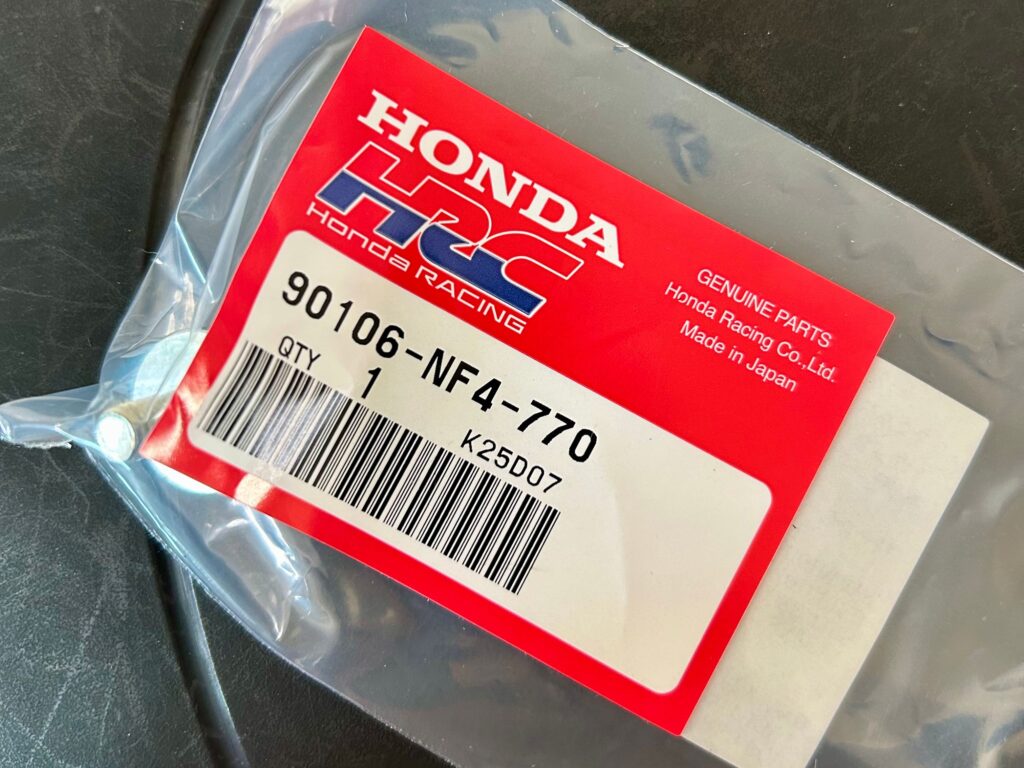 HONDA
HRC
Honda RACING
GENUINE PARTS
Honda Racing Co.,Ltd.
Made in Japan
90106-NF4-770
QTY 1
K25D07